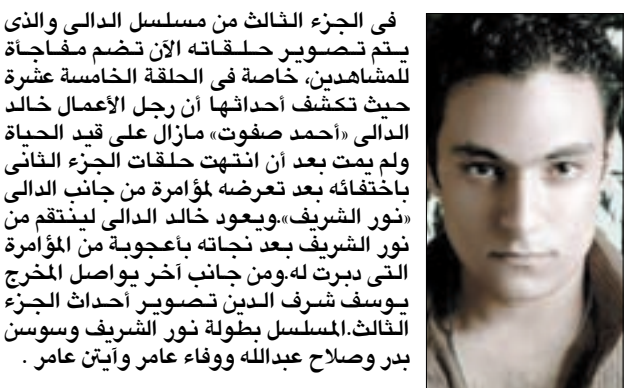 فى الجزء الثالث من مسلسل الدالى والذى
يتم تصوير حلقاته الآن تضم مفاجأة
للمشاهدين، خاصة فى الحلقة الخامسة عشرة
حيث تكشف أحداثها أن رجل الأعمال خالد
الدالى «أحمد صفوت» مازال على قيد الحياة
ولم يمت بعد أن انتهت حلقات الجزء الثانى
باختفائه بعد تعرضه لمؤامرة من جانب الدالى
«نور الشريف».ويعود خالد الدالى لينتقم من
نور الشريف بعد نجاته بأعجوبة من المؤامرة
التى دبرت له.ومن جانب آخر يواصل المخرج
يوسف شرف الدين تصوير أحداث الجزء
الثالث.المسلسل بطولة نور الشريف وسوسن
بدر وصلاح عبدالله ووفاء عامر وآيتن عامر .